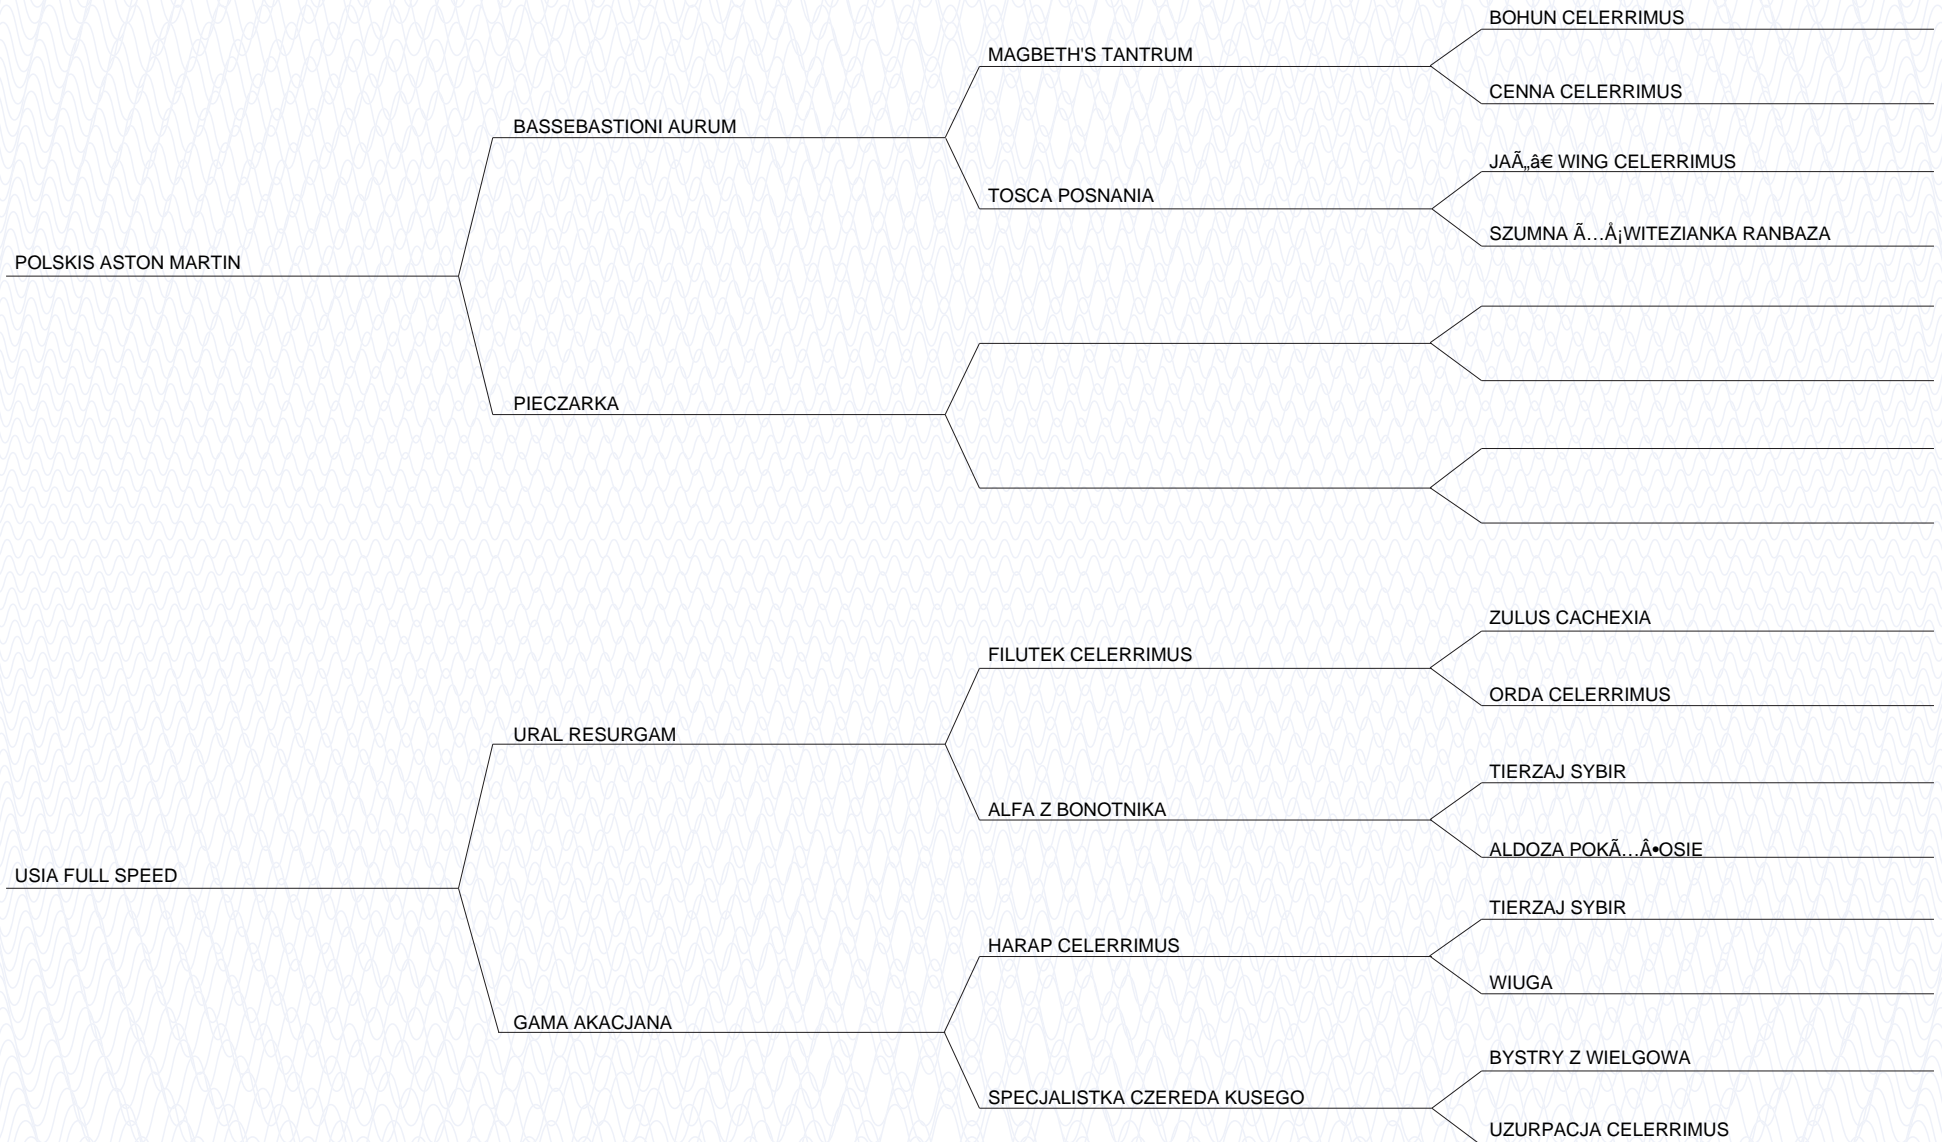 BOHUN CELERRIMUS
MAGBETH'S TANTRUM
CENNA CELERRIMUS
BASSEBASTIONI AURUM
JAÃ„â€ WING CELERRIMUS
TOSCA POSNANIA
SZUMNA Ã…Å¡WITEZIANKA RANBAZA
POLSKIS ASTON MARTIN
PIECZARKA
ZULUS CACHEXIA
FILUTEK CELERRIMUS
ORDA CELERRIMUS
URAL RESURGAM
TIERZAJ SYBIR
ALFA Z BONOTNIKA
ALDOZA POKÃ…Â•OSIE
USIA FULL SPEED
TIERZAJ SYBIR
HARAP CELERRIMUS
WIUGA
GAMA AKACJANA
BYSTRY Z WIELGOWA
SPECJALISTKA CZEREDA KUSEGO
UZURPACJA CELERRIMUS